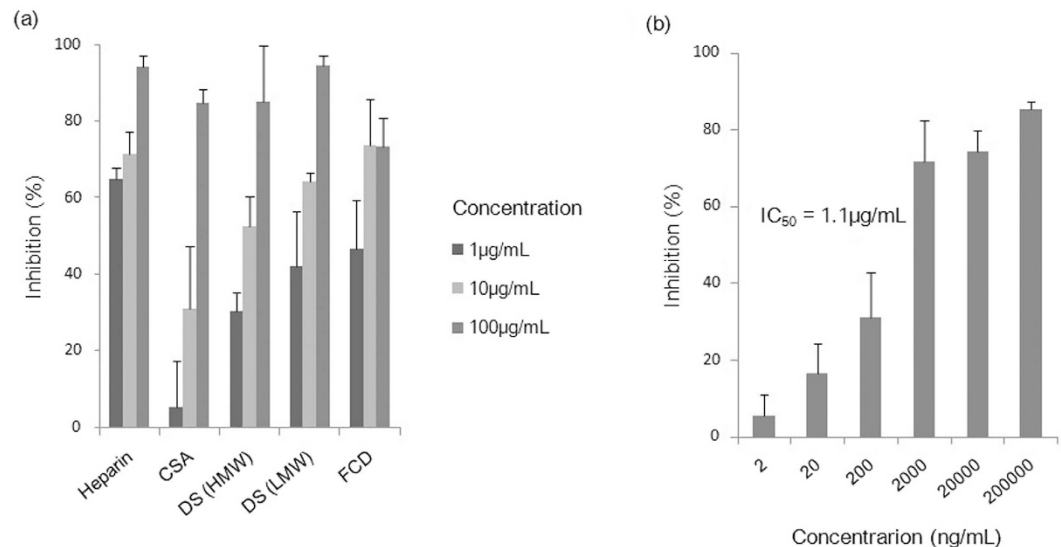 (a)
100
80
60
40
20
0
Inhibition (%)
Heparin
CSA
DS (HMW)
DS (LMW)
FCD
Concentration
1µg/mL
10µg/mL
100µg/mL
(b)
100
80
60
40
20
0
Inhibition (%)
IC50 = 1.1µg/mL
2
20
200
2000
20000
200000
Concentrarion (ng/mL)